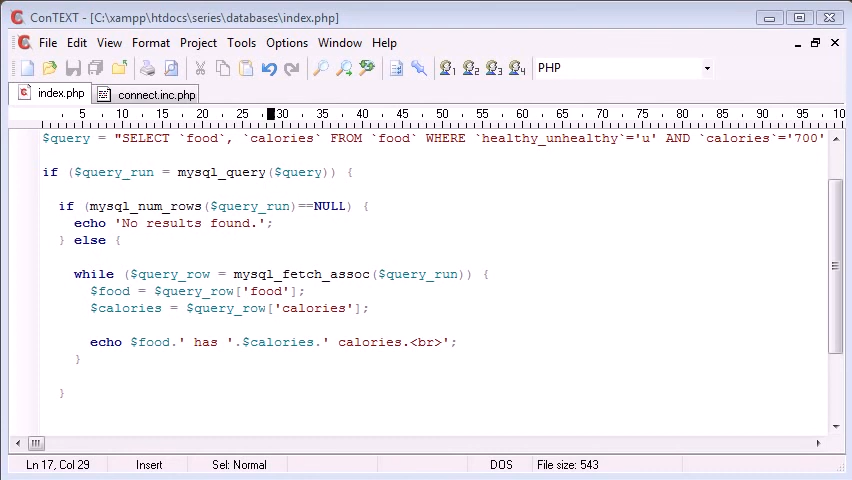 ConTEXT - [C:\xampp\htdocs\series\databases\index.php]
File Edit View Format Project Tools Options Window Help
1 2 3 4 PHP
index.php connect.inc.php
5 10 15 20 25 30 35 40 45 50 55 60 65 70 75 80 85 90 95 10
$query = "SELECT `food`, `calories` FROM `food` WHERE `healthy_unhealthy`='u' AND `calories`='700'
if ($query_run = mysql_query($query)) {
if (mysql_num_rows($query_run)==NULL) {
echo 'No results found.';
} else {
while ($query_row = mysql_fetch_assoc($query_run)) {
$food = $query_row['food'];
$calories = $query_row['calories'];
echo $food.' has '.$calories.' calories.<br>';
}
}
Ln 17, Col 29 Insert Sel: Normal DOS File size: 543